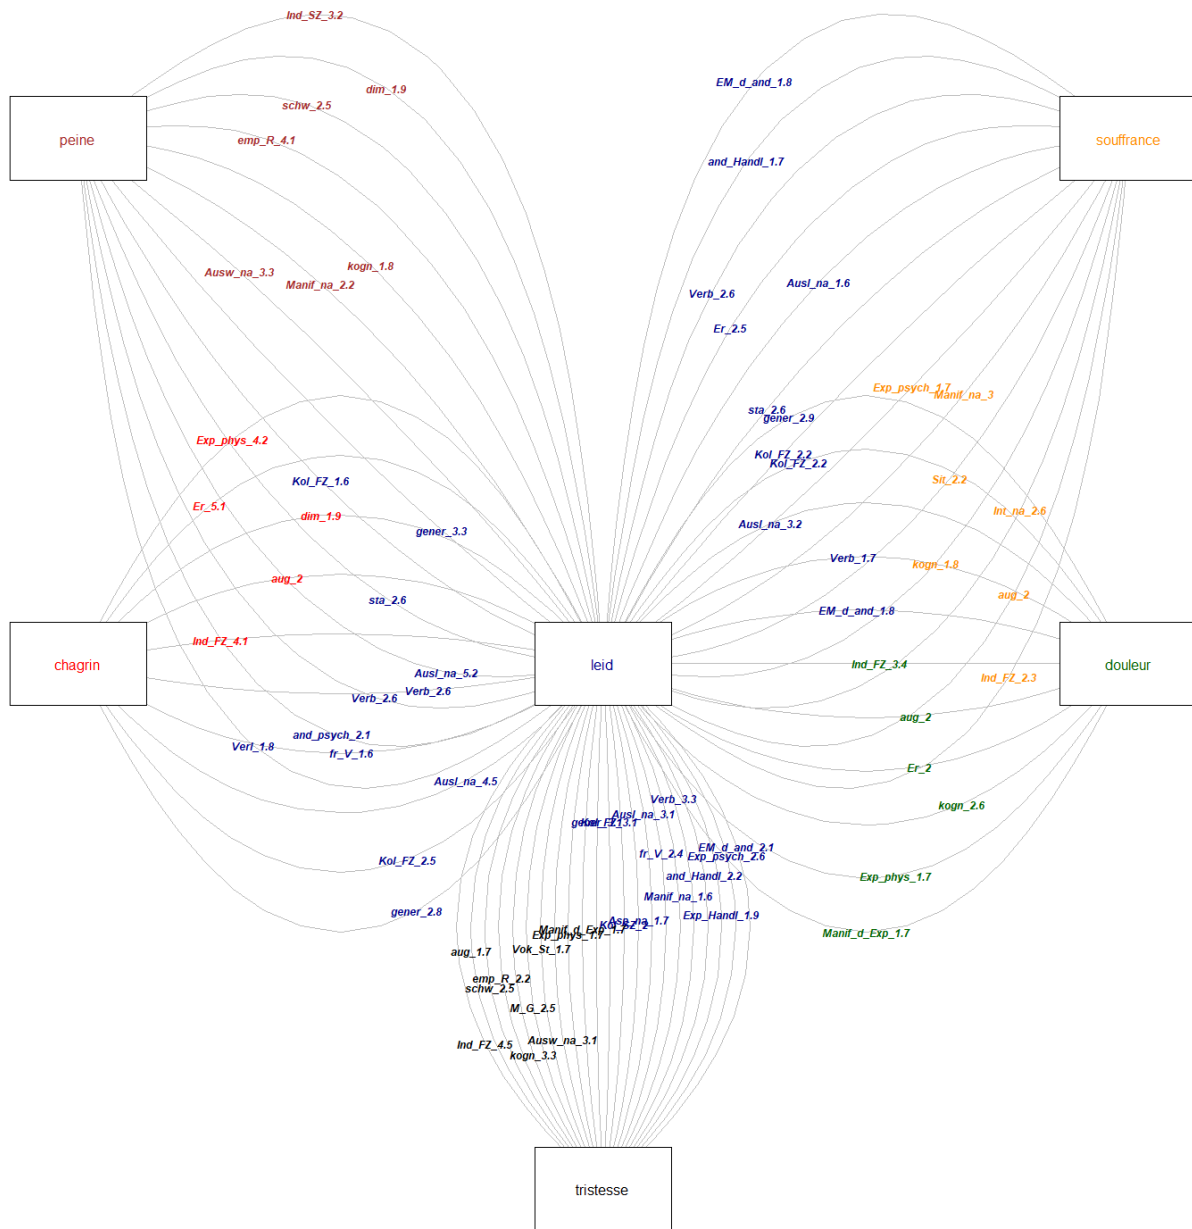 Ind_SZ_3.2
EM_d_and_1.8
dim_1.9
schw_2.5
peine
emp_R_4.1
souffrance
and_Handl_1.7
kogn_1.8
Ausw_na_3.3
Manif_na_2.2
Ausl_na_1.6
Verb_2.6
Er_2.5
Exp_psych_1.7
Manif_na_3
sta_2.6
gener_2.9
Exp_phys_4.2
Kol_FZ_2.2
Kol_FZ_2.2
Kol_FZ_1.6
Sit_2.2
Er_5.1
dim_1.9
Int_na_2.6
gener_3.3
Ausl_na_3.2
Verb_1.7
kogn_1.8
aug_2
aug_2
sta_2.6
EM_d_and_1.8
Ind_FZ_4.1
chagrin
leid
Ind_FZ_3.4
douleur
Ausl_na_5.2
Ind_FZ_2.3
Verb_2.6
Verb_2.6
aug_2
and_psych_2.1
Verl_1.8
fr_V_1.6
Er_2
Ausl_na_4.5
Verb_3.3
kogn_2.6
Ausl_na_3.1
Kol_FZ_3.1
EM_d_and_2.1
fr_V_2.4
Exp_psych_2.6
Kol_FZ_2.5
and_Handl_2.2
Exp_phys_1.7
Manif_na_1.6
gener_2.8
Exp_Handl_1.9
Asp_na_1.7
Kol_SZ_2
Manif_d_Exp_1.7
Exp_phys_1.7
Manif_d_Exp_1.7
aug_1.7
Vok_St_1.7
emp_R_2.2
schw_2.5
M_G_2.5
Ausw_na_3.1
Ind_FZ_4.5
kogn_3.3
tristesse